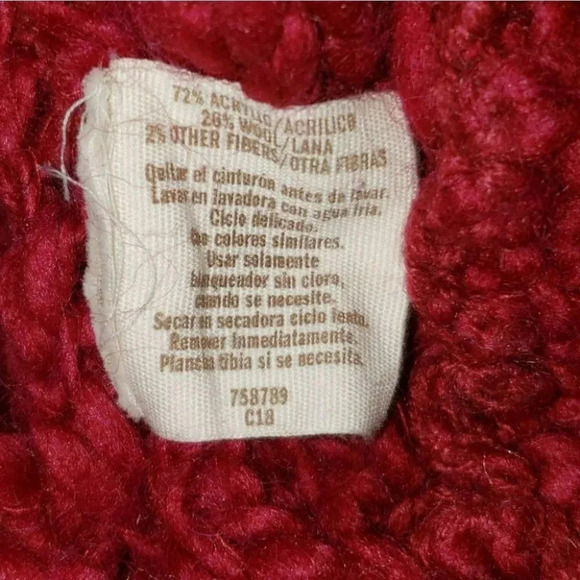 72% ACRYLIC/ACRILICO
26% WOOL/LANA
2% OTHER FIBERS/OTRA FIBRAS
Quitar el cinturón antes de lavar.
Lavar en lavadora con agua fria.
Ciclo delicado.
Con colores similares.
Usar solamente
blanqueador sin cloro,
cuando se necesite.
Secar en secadora ciclo lento.
Remover inmediatamente.
Plancha tibia si se necesita.
758789
C18